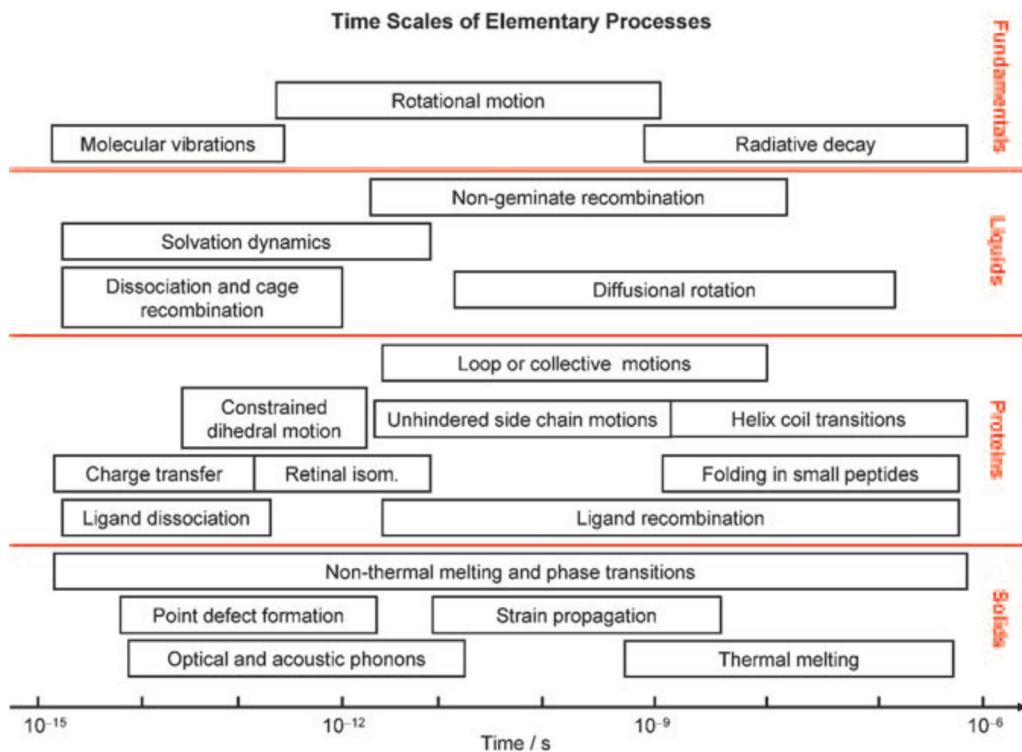 Time Scales of Elementary Processes
Fundamentals
Rotational motion
Molecular vibrations
Radiative decay
Liquids
Non-geminate recombination
Solvation dynamics
Dissociation and cage
recombination
Diffusional rotation
Proteins
Loop or collective motions
Constrained
dihedral motion
Unhindered side chain motions
Helix coil transitions
Charge transfer
Retinal isom.
Folding in small peptides
Ligand dissociation
Ligand recombination
Solids
Non-thermal melting and phase transitions
Point defect formation
Strain propagation
Optical and acoustic phonons
Thermal melting
10⁻¹⁵ 10⁻¹² 10⁻⁹ 10⁻⁶
Time / s